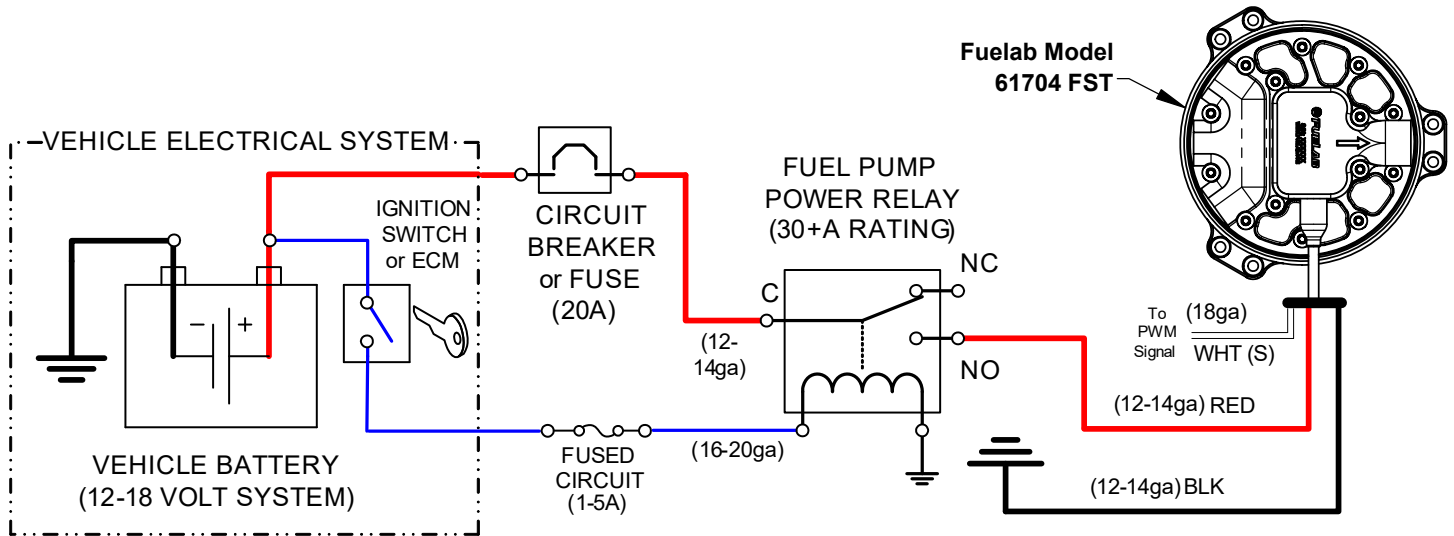 Fuelab Model
61704 FST
FUELAB
VEHICLE ELECTRICAL SYSTEM
IGNITION
SWITCH
or ECM
−
+
VEHICLE BATTERY
(12-18 VOLT SYSTEM)
CIRCUIT
BREAKER
or FUSE
(20A)
FUSED
CIRCUIT
(1-5A)
(16-20ga)
FUEL PUMP
POWER RELAY
(30+A RATING)
C
NC
NO
(12-
14ga)
To
PWM
Signal
(18ga)
WHT (S)
(12-14ga) RED
(12-14ga) BLK